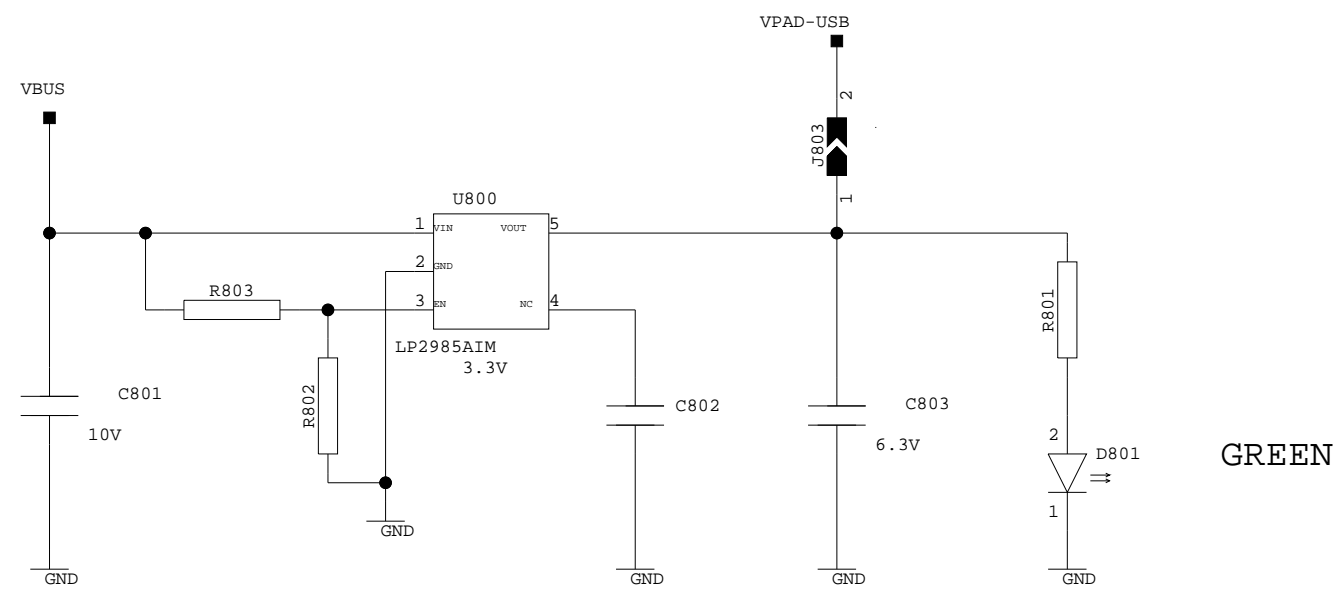 VPAD-USB
VBUS
2
J803
1
U800
1 VIN VOUT 5
2 GND
R803
3 EN NC 4
R801
LP2985AIM
3.3V
C801
R802
C802
C803
10V
6.3V
2
D801
GREEN
1
GND
GND
GND
GND
GND